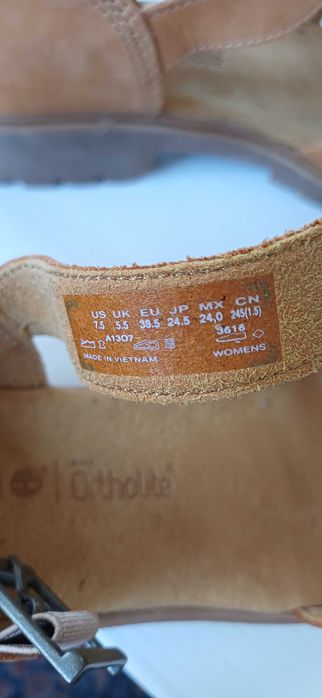 US UK EU JP MX CN
7.5 5.5 38.5 24.5 24.0 245(1.5)
A13O7 3616
MADE IN VIETNAM WOMENS
Ortholite